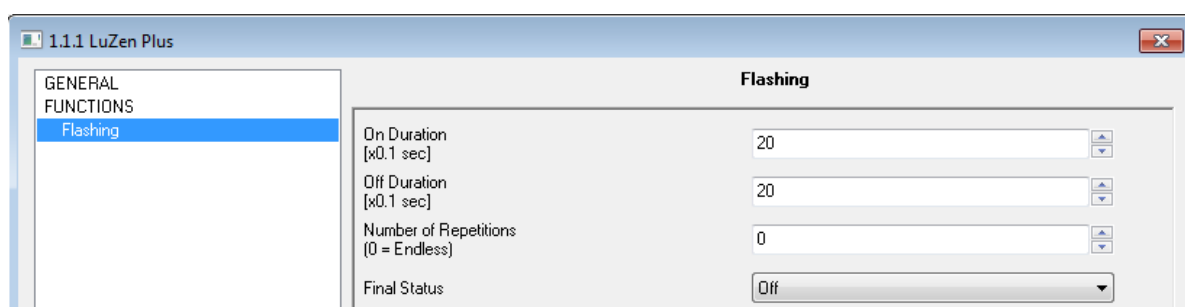 1.1.1 LuZen Plus
GENERAL
FUNCTIONS
Flashing
Flashing
On Duration
[x0.1 sec]
20
Off Duration
[x0.1 sec]
20
Number of Repetitions
(0 = Endless)
0
Final Status
Off